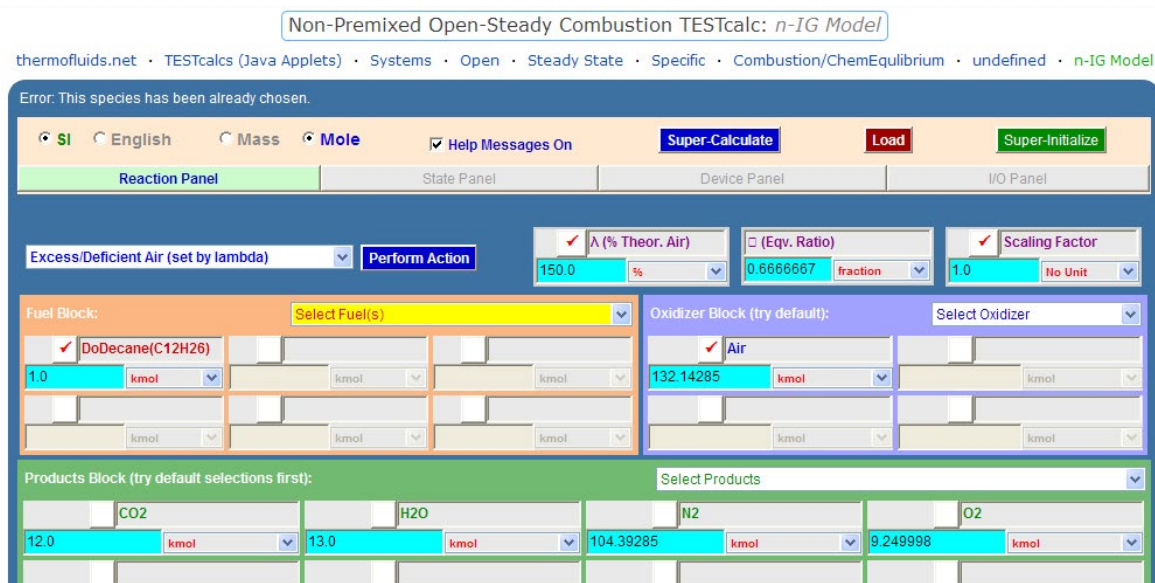 Non-Premixed Open-Steady Combustion TESTcalc: n-IG Model
thermofluids.net · TESTcalcs (Java Applets) · Systems · Open · Steady State · Specific · Combustion/ChemEqulibrium · undefined · n-IG Model
Error: This species has been already chosen.
SI English Mass Mole Help Messages On Super-Calculate Load Super-Initialize
Reaction Panel State Panel Device Panel I/O Panel
λ (% Theor. Air) □ (Eqv. Ratio) Scaling Factor
Excess/Deficient Air (set by lambda) Perform Action
150.0 % 0.6666667 fraction 1.0 No Unit
Fuel Block: Select Fuel(s) Oxidizer Block (try default): Select Oxidizer
DoDecane(C12H26) Air
1.0 kmol kmol kmol 132.14285 kmol kmol
kmol kmol kmol kmol kmol
Products Block (try default selections first): Select Products
CO2 H2O N2 O2
12.0 kmol 13.0 kmol 104.39285 kmol 9.249998 kmol